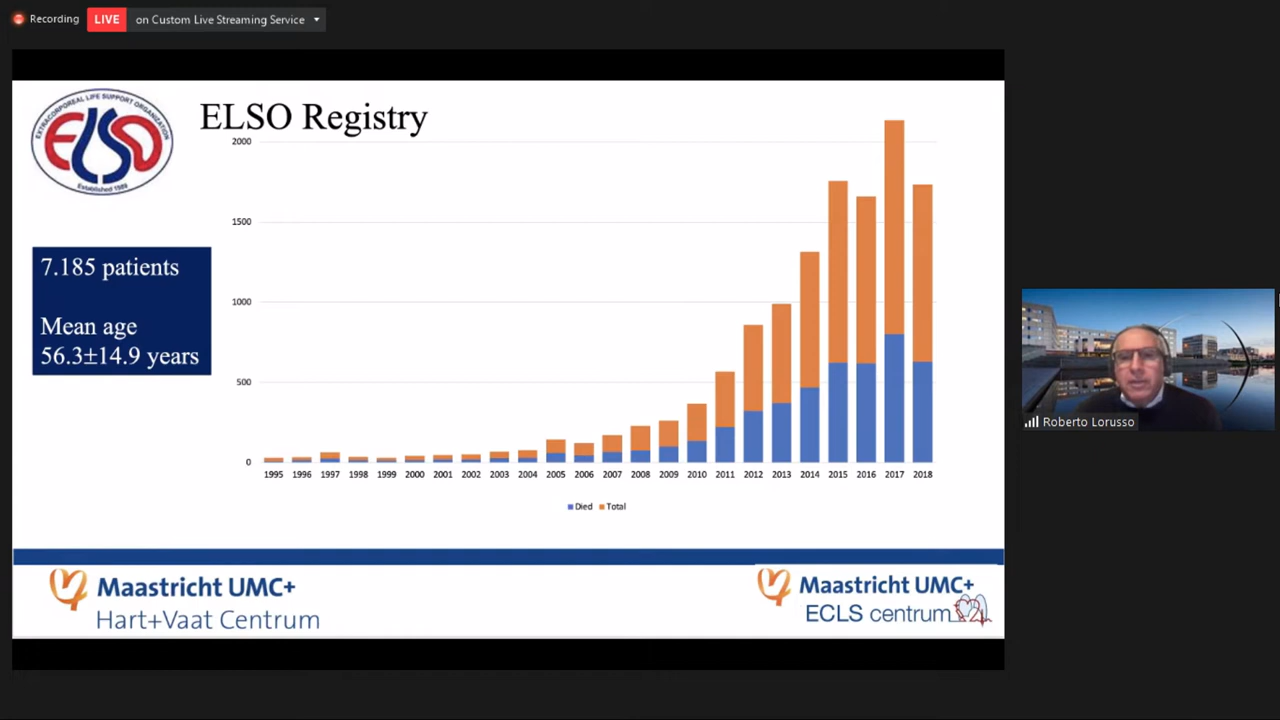 Recording
LIVE
on Custom Live Streaming Service
EXTRACORPOREAL LIFE SUPPORT ORGANIZATION
ELSO
Established 1989
ELSO Registry
7.185 patients
Mean age
56.3±14.9 years
2000
1500
1000
500
0
1995 1996 1997 1998 1999 2000 2001 2002 2003 2004 2005 2006 2007 2008 2009 2010 2011 2012 2013 2014 2015 2016 2017 2018
Died Total
Maastricht UMC+
Hart+Vaat Centrum
Maastricht UMC+
ECLS centrum
Roberto Lorusso